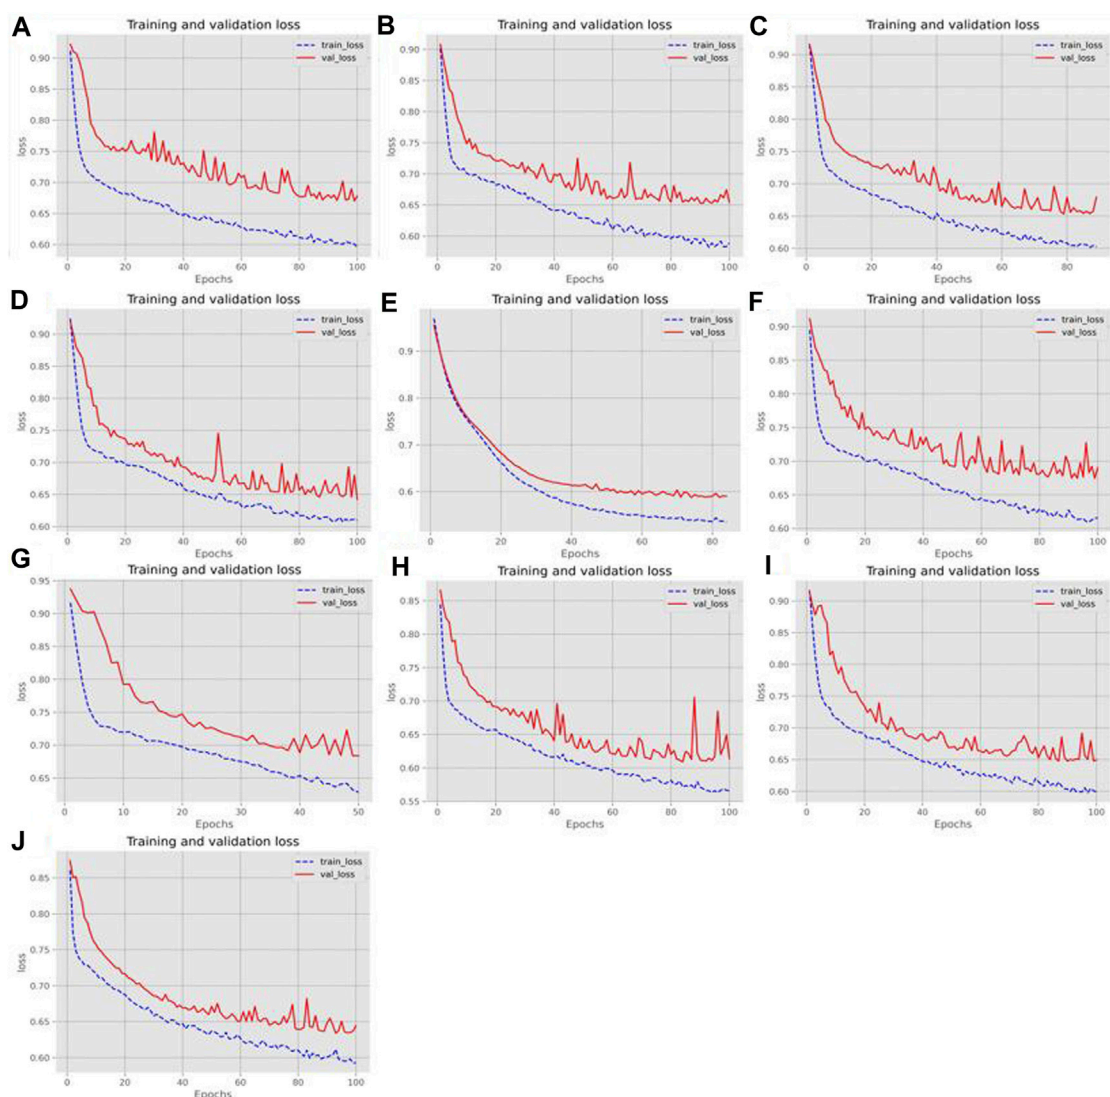 A
Training and validation loss
train_loss
val_loss
0.90
0.85
0.80
0.75
0.70
0.65
0.60
loss
0 20 40 60 80 100
Epochs
B
Training and validation loss
train_loss
val_loss
0.90
0.85
0.80
0.75
0.70
0.65
0.60
loss
0 20 40 60 80 100
Epochs
C
Training and validation loss
train_loss
val_loss
0.90
0.85
0.80
0.75
0.70
0.65
0.60
loss
0 20 40 60 80
Epochs
D
Training and validation loss
train_loss
val_loss
0.90
0.85
0.80
0.75
0.70
0.65
0.60
loss
0 20 40 60 80 100
Epochs
E
Training and validation loss
train_loss
val_loss
0.9
0.8
0.7
0.6
loss
0 20 40 60 80
Epochs
F
Training and validation loss
train_loss
val_loss
0.90
0.85
0.80
0.75
0.70
0.65
0.60
loss
0 20 40 60 80 100
Epochs
G
Training and validation loss
train_loss
val_loss
0.95
0.90
0.85
0.80
0.75
0.70
0.65
loss
0 10 20 30 40 50
Epochs
H
Training and validation loss
train_loss
val_loss
0.85
0.80
0.75
0.70
0.65
0.60
0.55
loss
0 20 40 60 80 100
Epochs
I
Training and validation loss
train_loss
val_loss
0.90
0.85
0.80
0.75
0.70
0.65
0.60
loss
0 20 40 60 80 100
Epochs
J
Training and validation loss
train_loss
val_loss
0.85
0.80
0.75
0.70
0.65
0.60
loss
0 20 40 60 80 100
Epochs